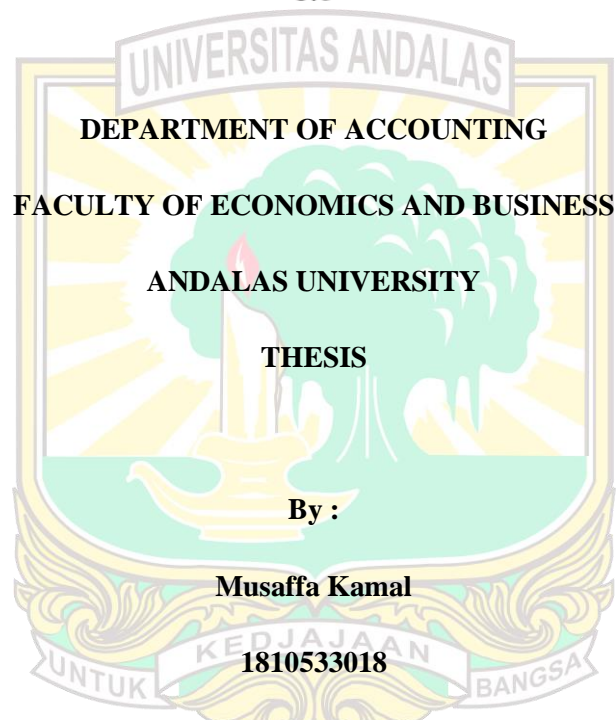 UNIVERSITAS ANDALAS
DEPARTMENT OF ACCOUNTING
FACULTY OF ECONOMICS AND BUSINESS
ANDALAS UNIVERSITY
THESIS
By :
Musaffa Kamal
1810533018
UNTUK KEDJAJAAN BANGSA